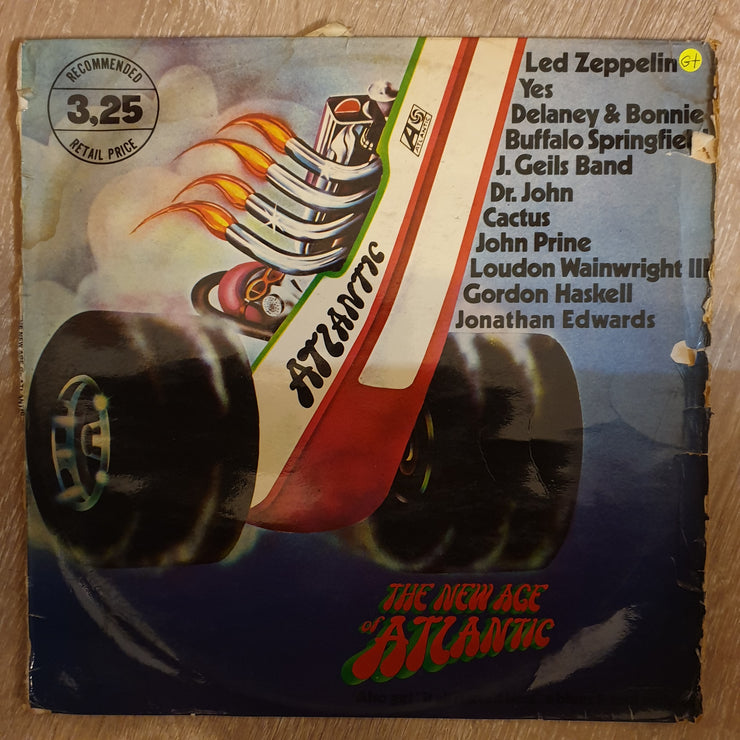 RECOMMENDED
3,25
RETAIL PRICE
Led Zeppelin
G+
Yes
Delaney & Bonnie
Buffalo Springfiel
J. Geils Band
Dr. John
Cactus
John Prine
Loudon Wainwright III
Gordon Haskell
Jonathan Edwards
ATLANTIC
ATLANTIC
THE NEW AGE
of ATLANTIC